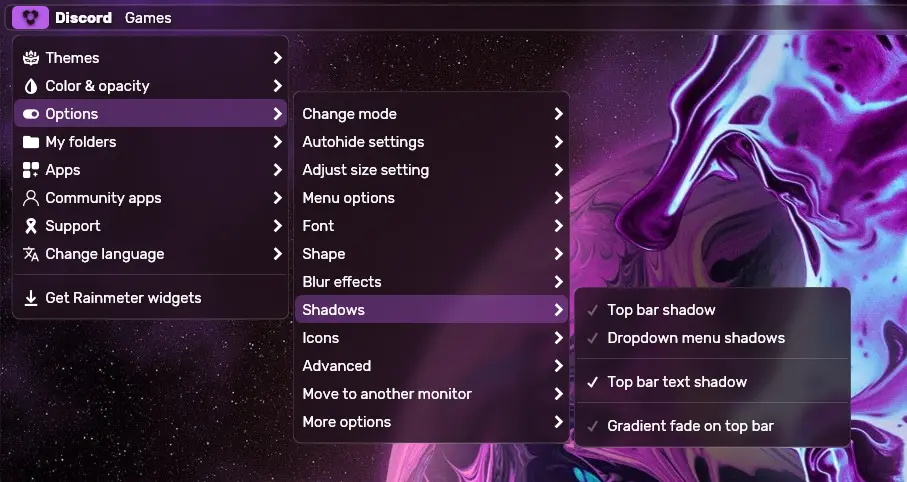 Discord Games
Themes
Color & opacity
Options
My folders
Apps
Community apps
Support
Change language
Get Rainmeter widgets
Change mode
Autohide settings
Adjust size setting
Menu options
Font
Shape
Blur effects
Shadows
Icons
Advanced
Move to another monitor
More options
Top bar shadow
Dropdown menu shadows
Top bar text shadow
Gradient fade on top bar